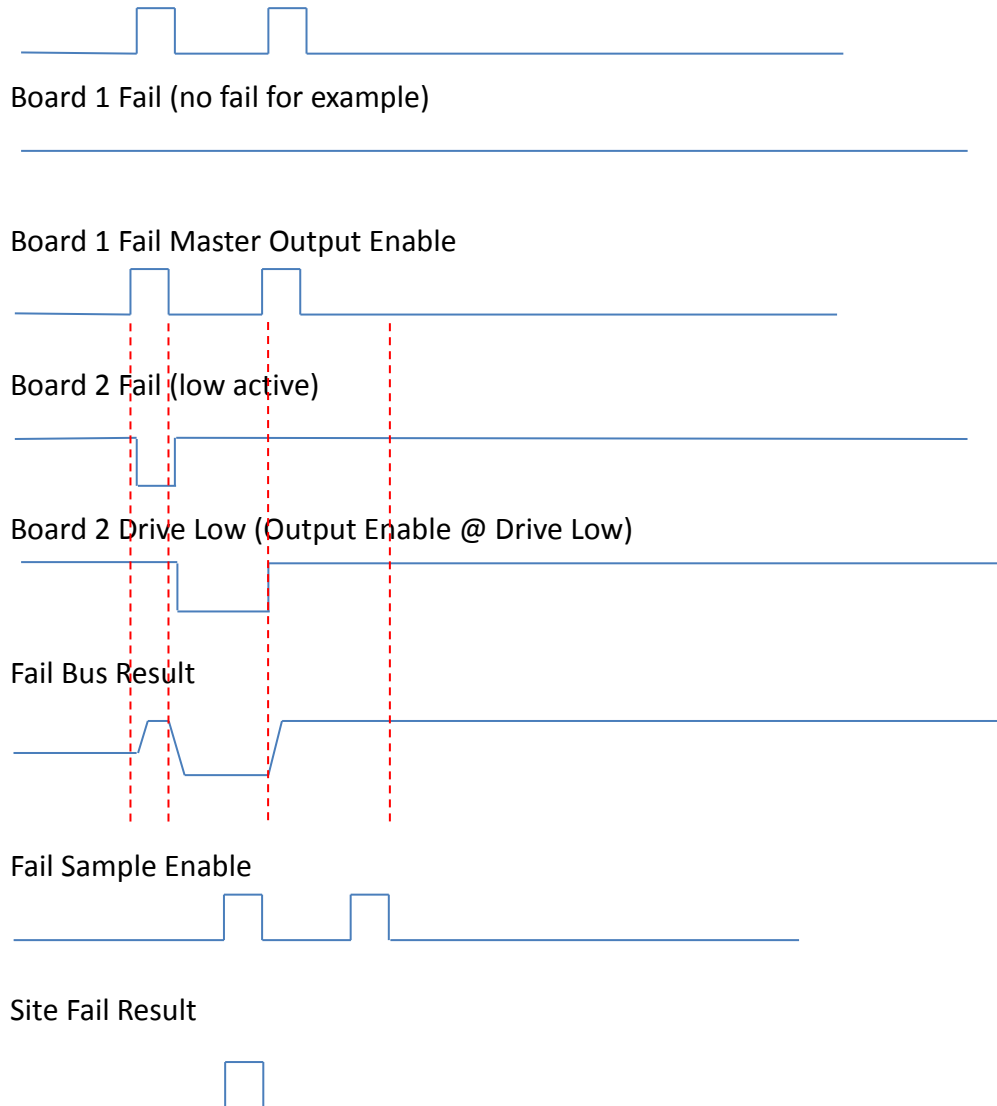 Board 1 Fail (no fail for example)
Board 1 Fail Master Output Enable
Board 2 Fail (low active)
Board 2 Drive Low (Output Enable @ Drive Low)
Fail Bus Result
Fail Sample Enable
Site Fail Result